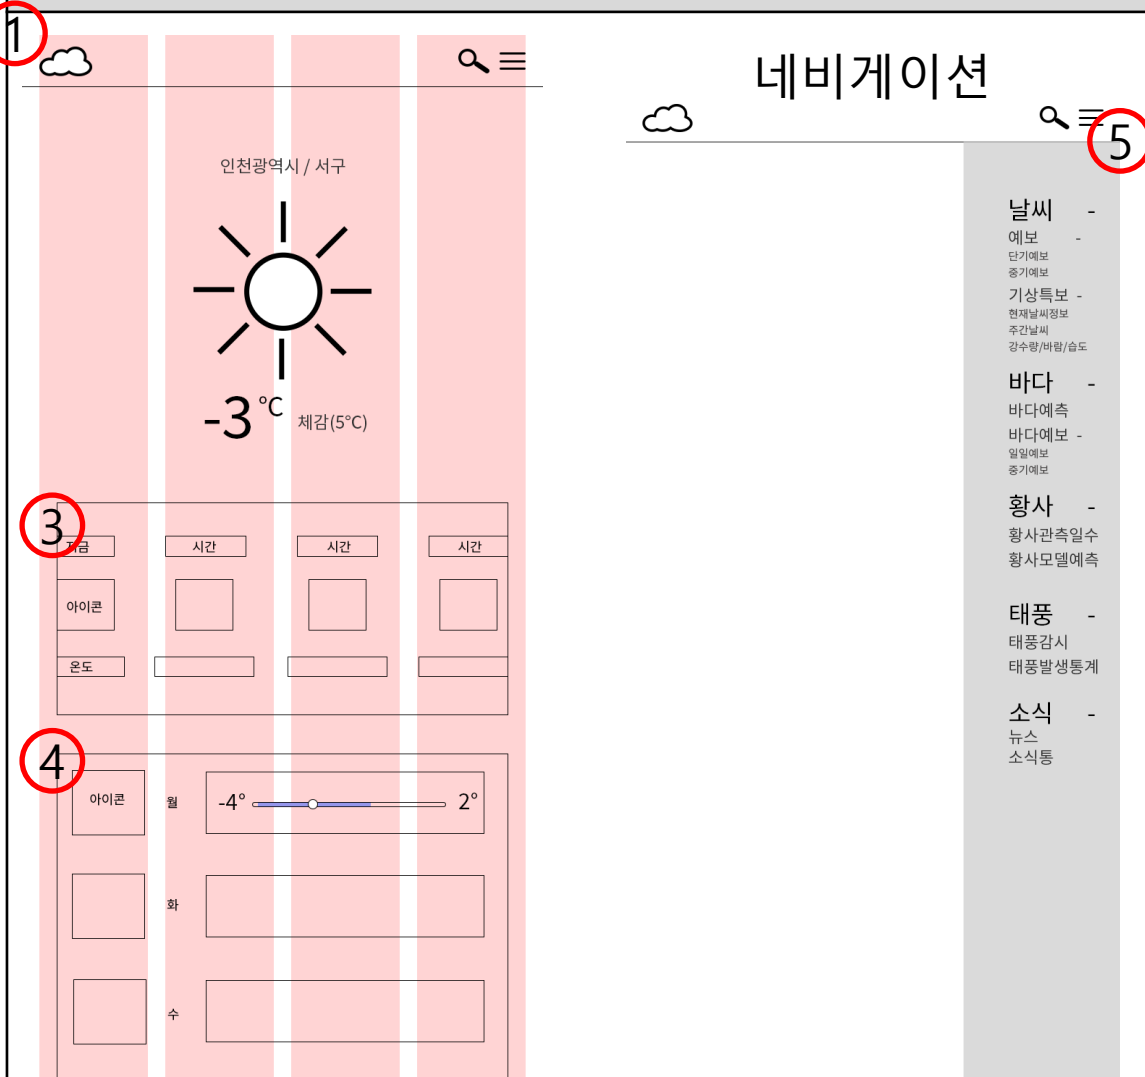 1
인천광역시 / 서구
-3 °C 체감(5°C)
3
지금 시간 시간 시간
아이콘
온도
4
아이콘 월 -4° 2°
화
수
네비게이션
5
날씨 -
예보 -
단기예보
중기예보
기상특보 -
현재날씨정보
주간날씨
강수량/바람/습도
바다 -
바다예측
바다예보 -
일일예보
중기예보
황사 -
황사관측일수
황사모델예측
태풍 -
태풍감시
태풍발생통계
소식 -
뉴스
소식통